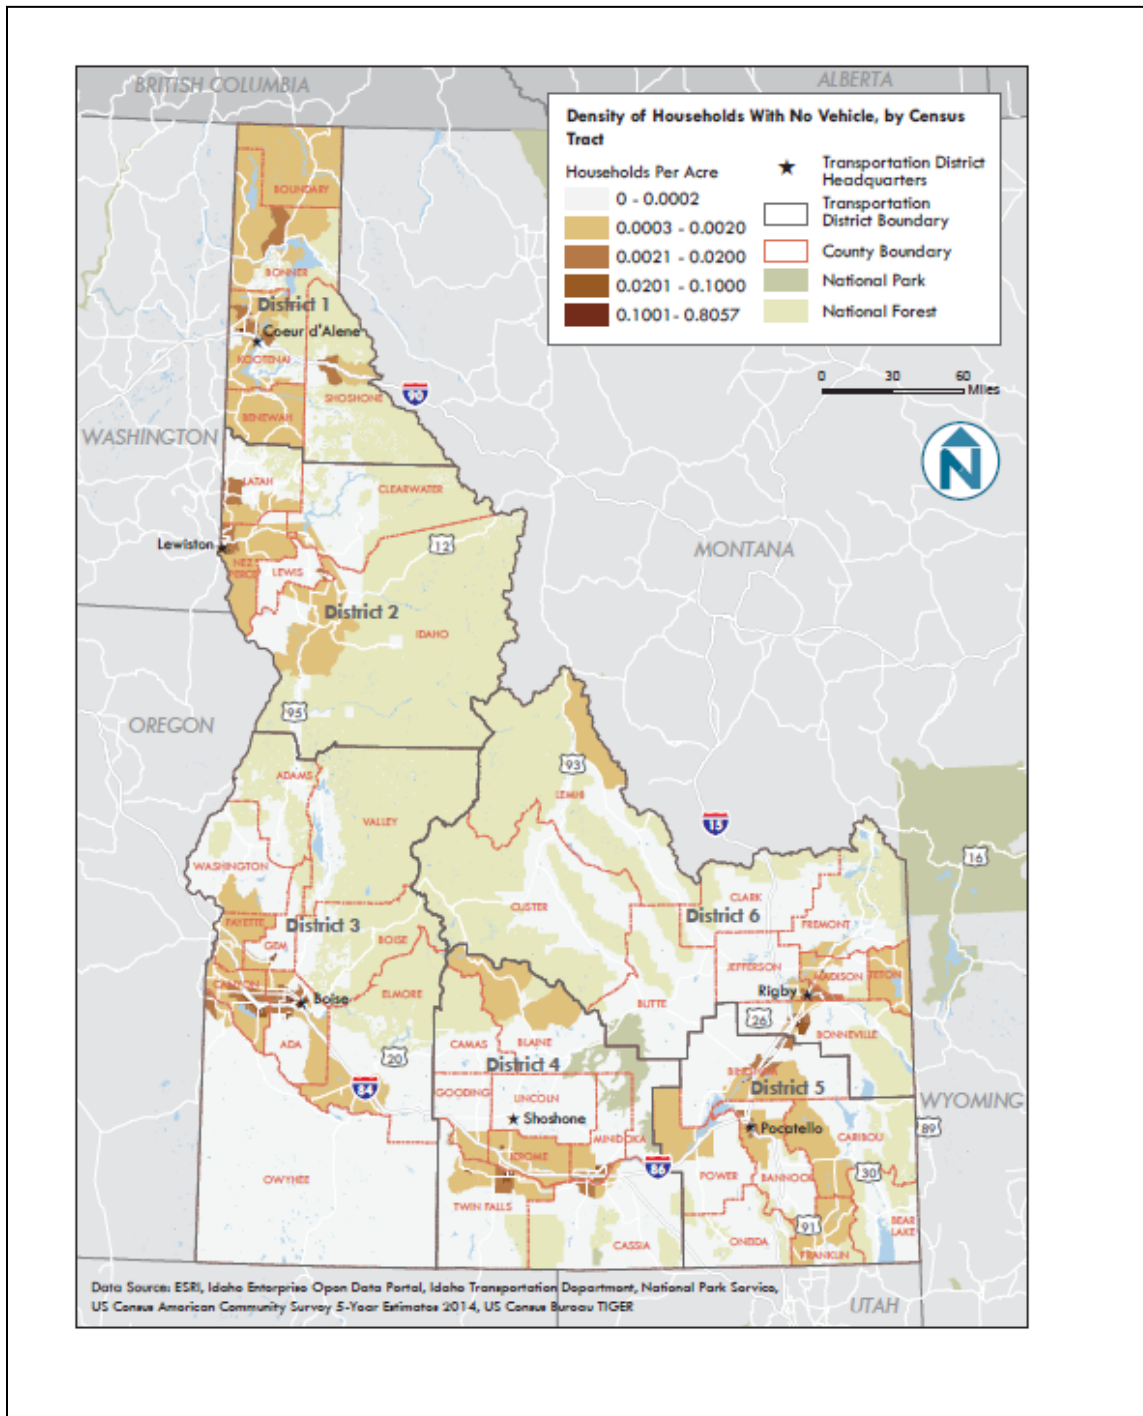 BRITISH COLUMBIA
ALBERTA
Density of Households With No Vehicle, by Census
Tract
Households Per Acre
0 - 0.0002
0.0003 - 0.0020
0.0021 - 0.0200
0.0201 - 0.1000
0.1001- 0.8057
Transportation District
Headquarters
Transportation
District Boundary
County Boundary
National Park
National Forest
0 30 60
Miles
N
BOUNDARY
BONNER
District 1
Coeur d'Alene
KOOTENAI
SHOSHONE
90
BENEWAH
WASHINGTON
LATAH
CLEARWATER
Lewiston
12
NEZ
PERCE
LEWIS
MONTANA
District 2
IDAHO
95
OREGON
93
ADAMS
LEMHI
VALLEY
15
16
WASHINGTON
CLARK
CUSTER
District 6
PAYETTE
District 3
FREMONT
GEM
BOISE
JEFFERSON
MADISON
TETON
CANYON
ELMORE
Rigby
Boise
BUTTE
26
BONNEVILLE
ADA
CAMAS
BLAINE
20
District 4
BINGHAM
District 5
84
GOODING
LINCOLN
WYOMING
Shoshone
89
Pocatello
MINIDOKA
CARIBOU
JEROME
86
30
POWER
BANNOCK
OWYHEE
TWIN FALLS
91
BEAR
LAKE
CASSIA
ONEIDA
FRANKLIN
Data Source: ESRI, Idaho Enterprise Open Data Portal, Idaho Transportation Department, National Park Service,
US Census American Community Survey 5-Year Estimates 2014, US Census Bureau TIGER
UTAH